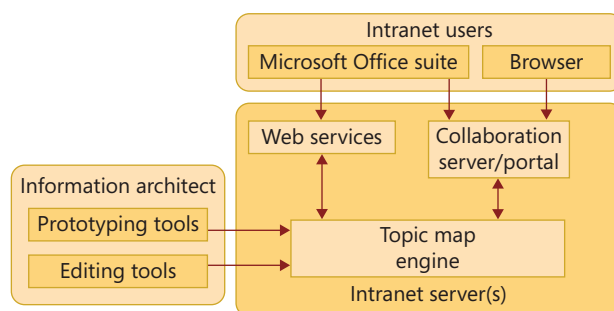 Intranet users
Microsoft Office suite
Browser
Web services
Collaboration
server/portal
Information architect
Prototyping tools
Editing tools
Topic map
engine
Intranet server(s)